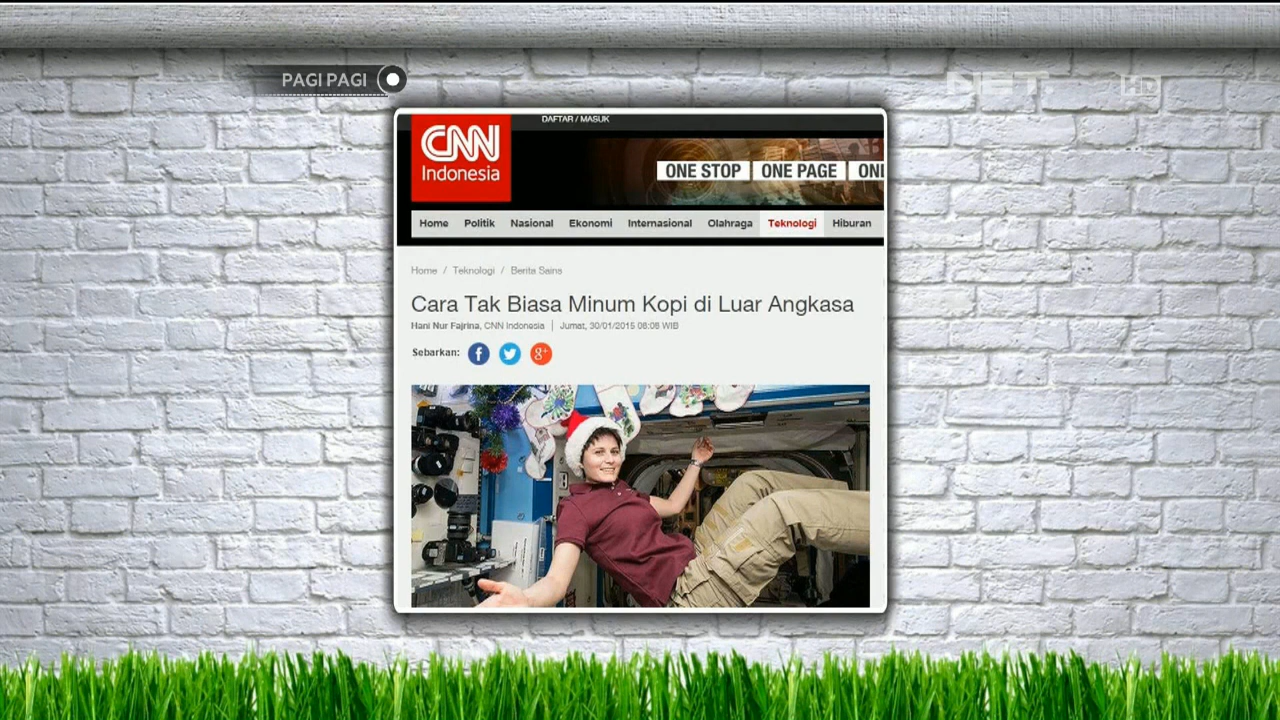 PAGI PAGI
NET.
HD
CNN
Indonesia
DAFTAR / MASUK
ONE STOP ONE PAGE
Home Politik Nasional Ekonomi Internasional Olahraga Teknologi Hiburan
Home / Teknologi / Berita Sains
Cara Tak Biasa Minum Kopi di Luar Angkasa
Hani Nur Fajrina, CNN Indonesia | Jumat, 30/01/2015 08:08 WIB
Sebarkan: f g+